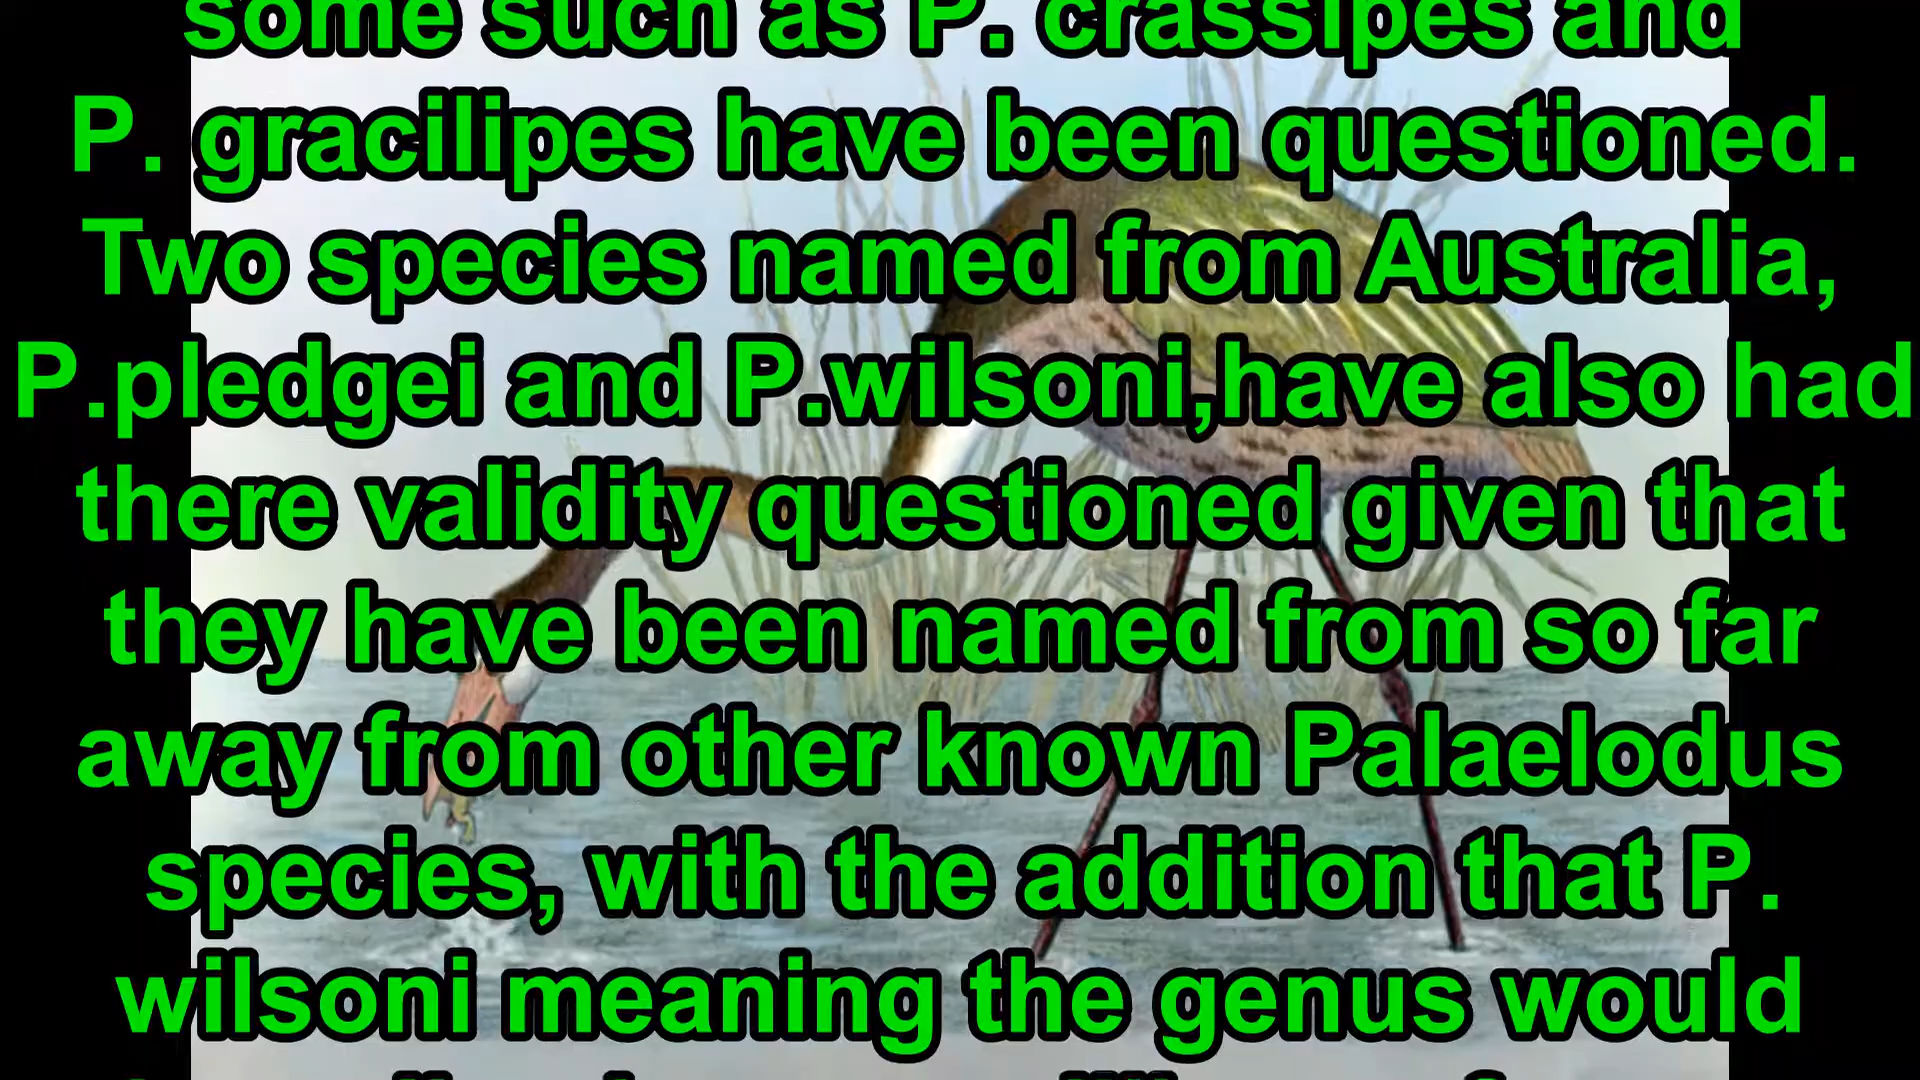 some such as P. crassipes and
P. gracilipes have been questioned.
Two species named from Australia,
P.pledgei and P.wilsoni,have also had
there validity questioned given that
they have been named from so far
away from other known Palaelodus
species, with the addition that P.
wilsoni meaning the genus would